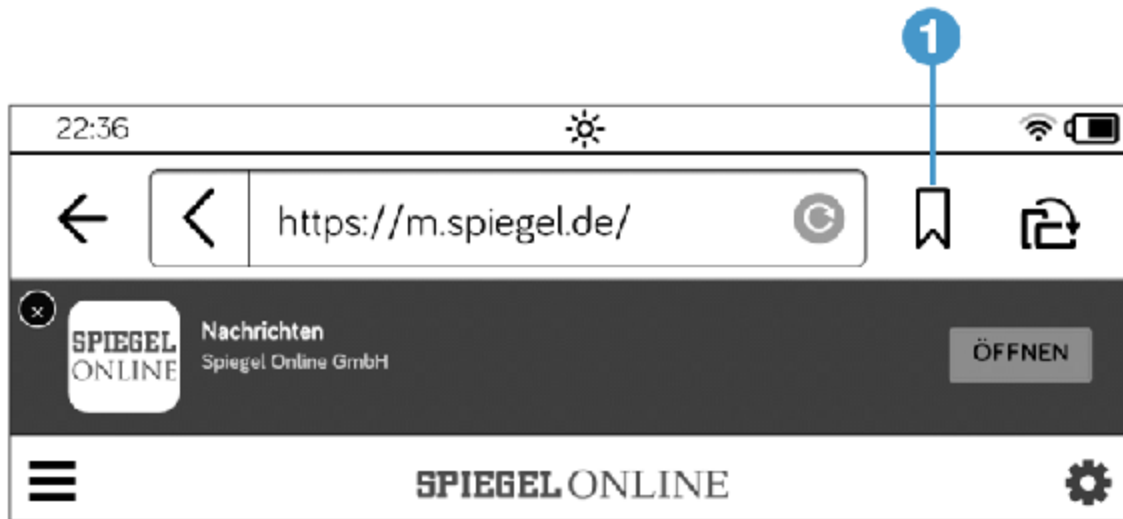 1
22:36
https://m.spiegel.de/
x
SPIEGEL
ONLINE
Nachrichten
Spiegel Online GmbH
ÖFFNEN
SPIEGEL ONLINE